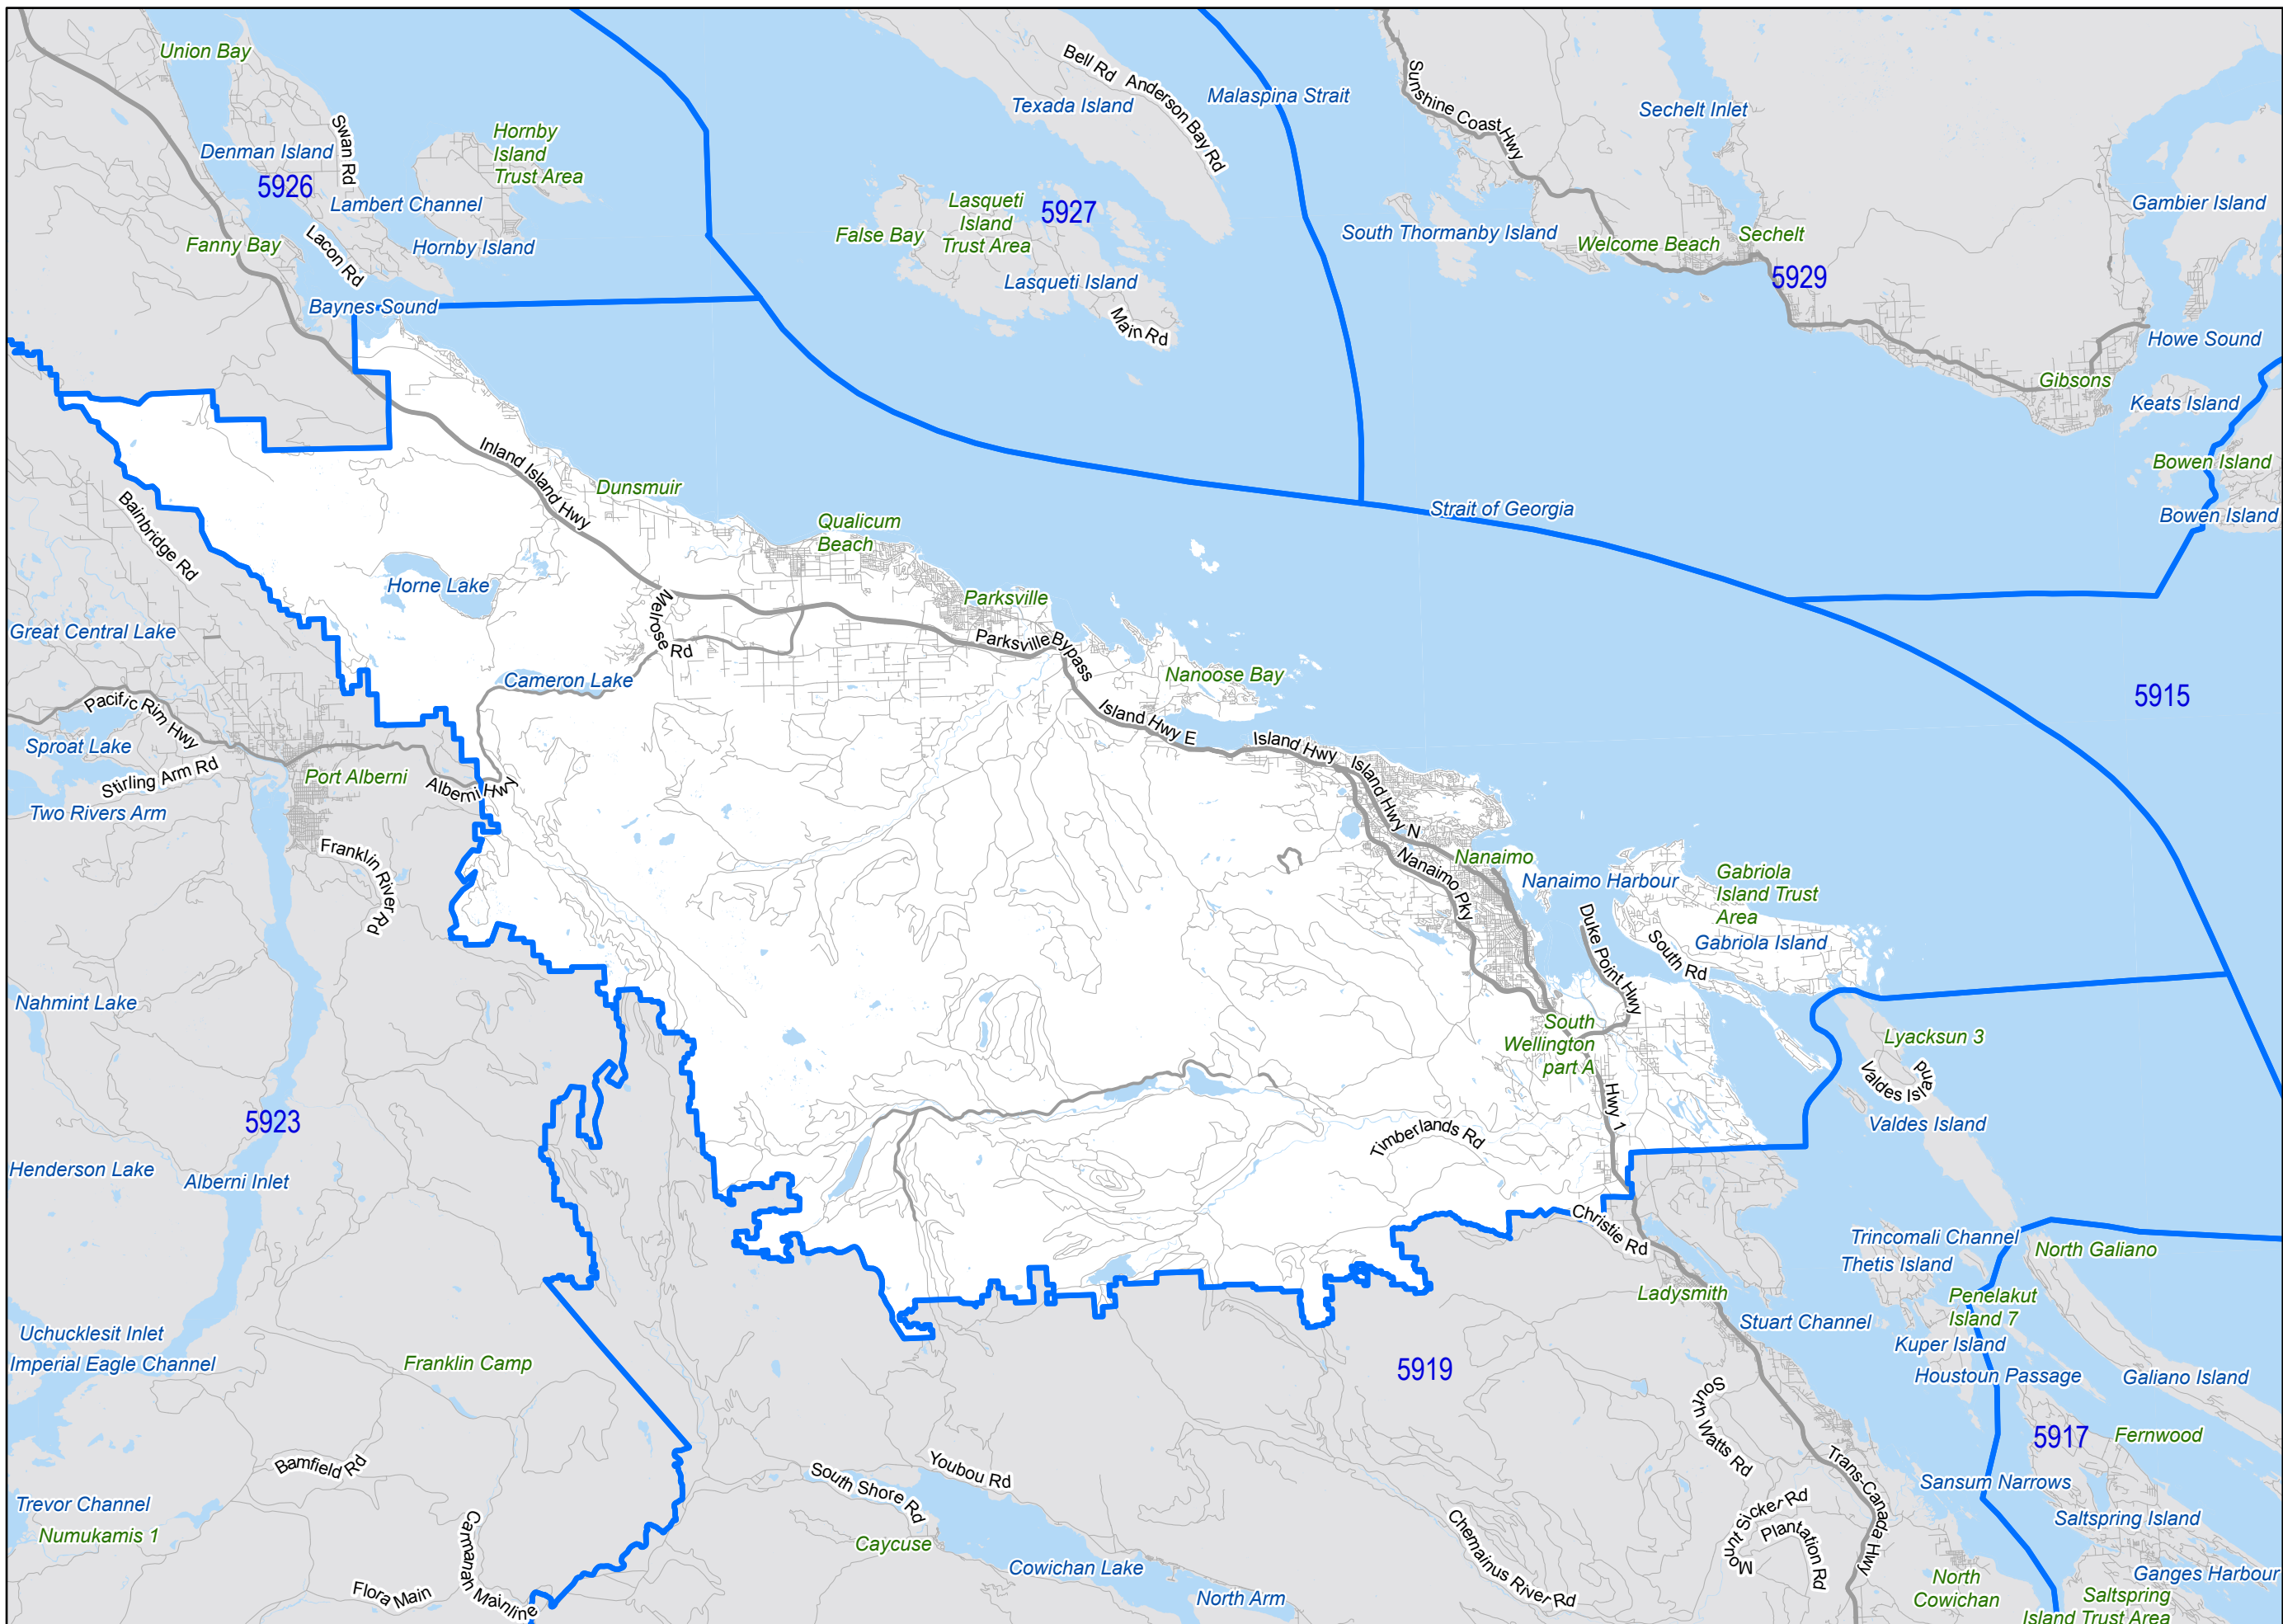 Union Bay
Swan Rd
Denman Island
5926
Hornby
Island
Trust Area
Lambert Channel
Fanny Bay
Lacon Rd
Hornby Island
Baynes Sound
Bell Rd
Anderson Bay Rd
Texada Island
Malaspina Strait
Lasqueti
Island
Trust Area
5927
False Bay
Lasqueti Island
Main Rd
Sunshine Coast Hwy
Sechelt Inlet
South Thormanby Island
Welcome Beach
Sechelt
5929
Gambier Island
Howe Sound
Gibsons
Keats Island
Bowen Island
Bowen Island
Strait of Georgia
Inland Island Hwy
Dunsmuir
Bainbridge Rd
Qualicum
Beach
Horne Lake
Melrose Rd
Parksville
Parksville Bypass
Great Central Lake
Cameron Lake
Nanoose Bay
5915
Pacific Rim Hwy
Sproat Lake
Stirling Arm Rd
Port Alberni
Alberni Hwy
Two Rivers Arm
Franklin River Rd
Island Hwy E
Island Hwy
Island Hwy N
Nanaimo Pky
Nanaimo
Nanaimo Harbour
Gabriola
Island Trust
Area
Gabriola Island
Duke Point Hwy
South Rd
Nahmint Lake
South
Wellington
part A
Lyacksun 3
Valdes Island
Valdes Island
Hwy 1
5923
Timberlands Rd
Henderson Lake
Alberni Inlet
Christie Rd
Trincomali Channel
North Galiano
Thetis Island
Ladysmith
Penelakut
Island 7
Stuart Channel
Kuper Island
Uchucklesit Inlet
Imperial Eagle Channel
Franklin Camp
5919
Houstoun Passage
Galiano Island
South Watts Rd
5917
Fernwood
Bamfield Rd
Youbou Rd
South Shore Rd
Trans-Canada Hwy
Sansum Narrows
Trevor Channel
Numukamis 1
Carmanah Mainline
Caycuse
Chemainus River Rd
Mount Sicker Rd
Plantation Rd
Saltspring Island
Flora Main
Cowichan Lake
North Arm
North
Cowichan
Ganges Harbour
Saltspring
Island Trust Area